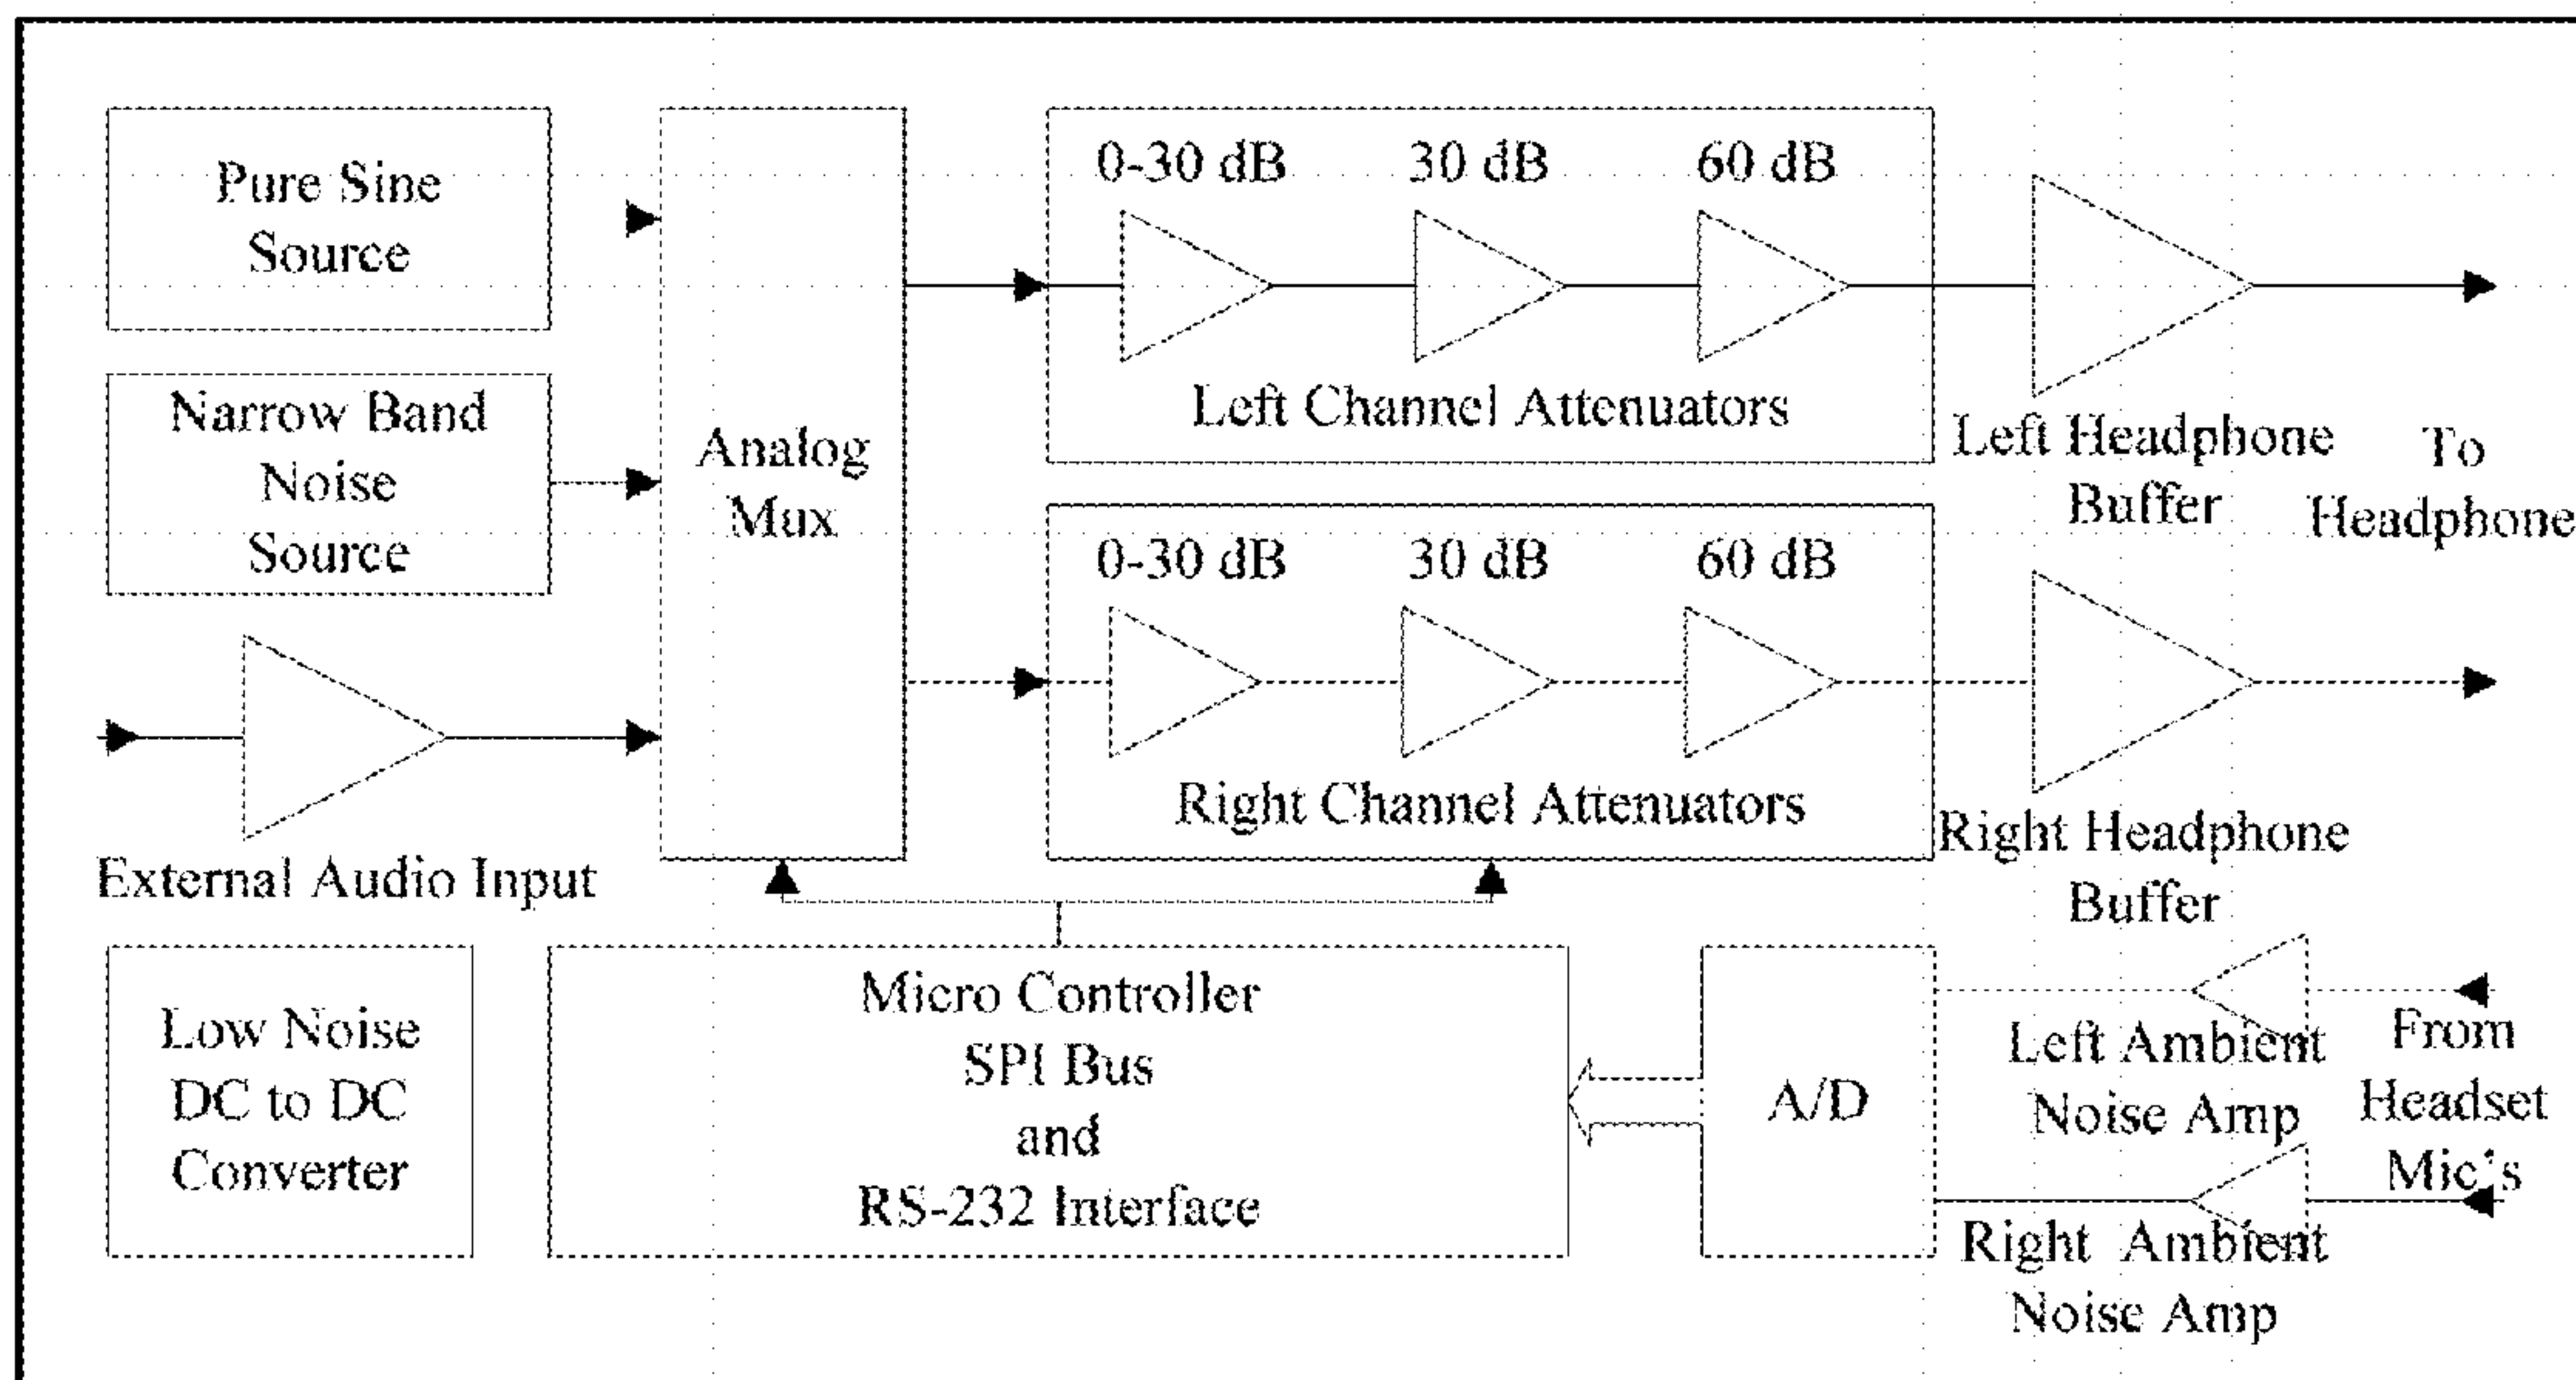 Pure Sine
Source
Narrow Band
Noise
Source
External Audio Input
Analog
Mux
0-30 dB 30 dB 60 dB
Left Channel Attenuators
0-30 dB 30 dB 60 dB
Right Channel Attenuators
Left Headphone
Buffer
To
Headphone
Right Headphone
Buffer
Low Noise
DC to DC
Converter
Micro Controller
SPI Bus
and
RS-232 Interface
A/D
Left Ambient
Noise Amp
From
Headset
Mic's
Right Ambient
Noise Amp